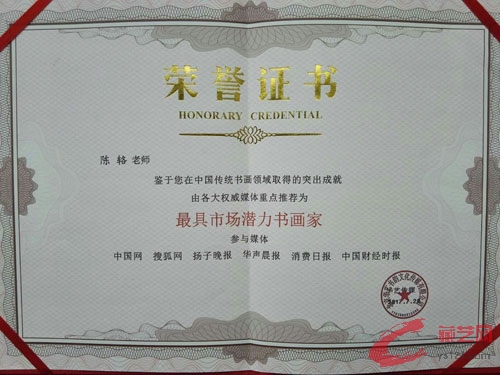 荣誉证书
HONORARY CREDENTIAL
陈辂 老师
鉴于您在中国传统书画领域取得的突出成就
由各大权威媒体重点推荐为
最具市场潜力书画家
参与媒体
中国网 搜狐网 扬子晚报 华声晨报 消费日报 中国财经时报
藏艺网